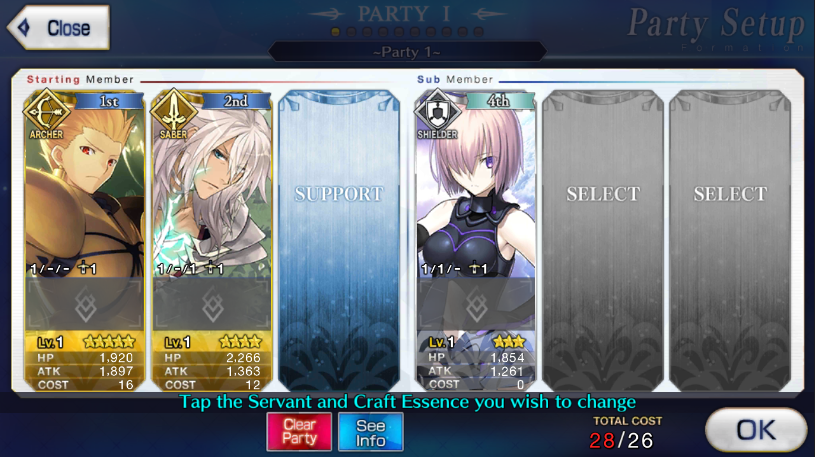 Close
PARTY I
~Party 1~
Party Setup
Formation
Starting Member
Sub Member
1st
ARCHER
2nd
SABER
SUPPORT
4th
SHIELDER
SELECT
SELECT
1/-/- +1
1/-/1 +1
1/1/- +1
Lv.1
HP 1,920
ATK 1,897
COST 16
Lv.1
HP 2,266
ATK 1,363
COST 12
Lv.1
HP 1,854
ATK 1,261
COST 0
Tap the Servant and Craft Essence you wish to change
Clear
Party
See
Info
TOTAL COST
28/26
OK